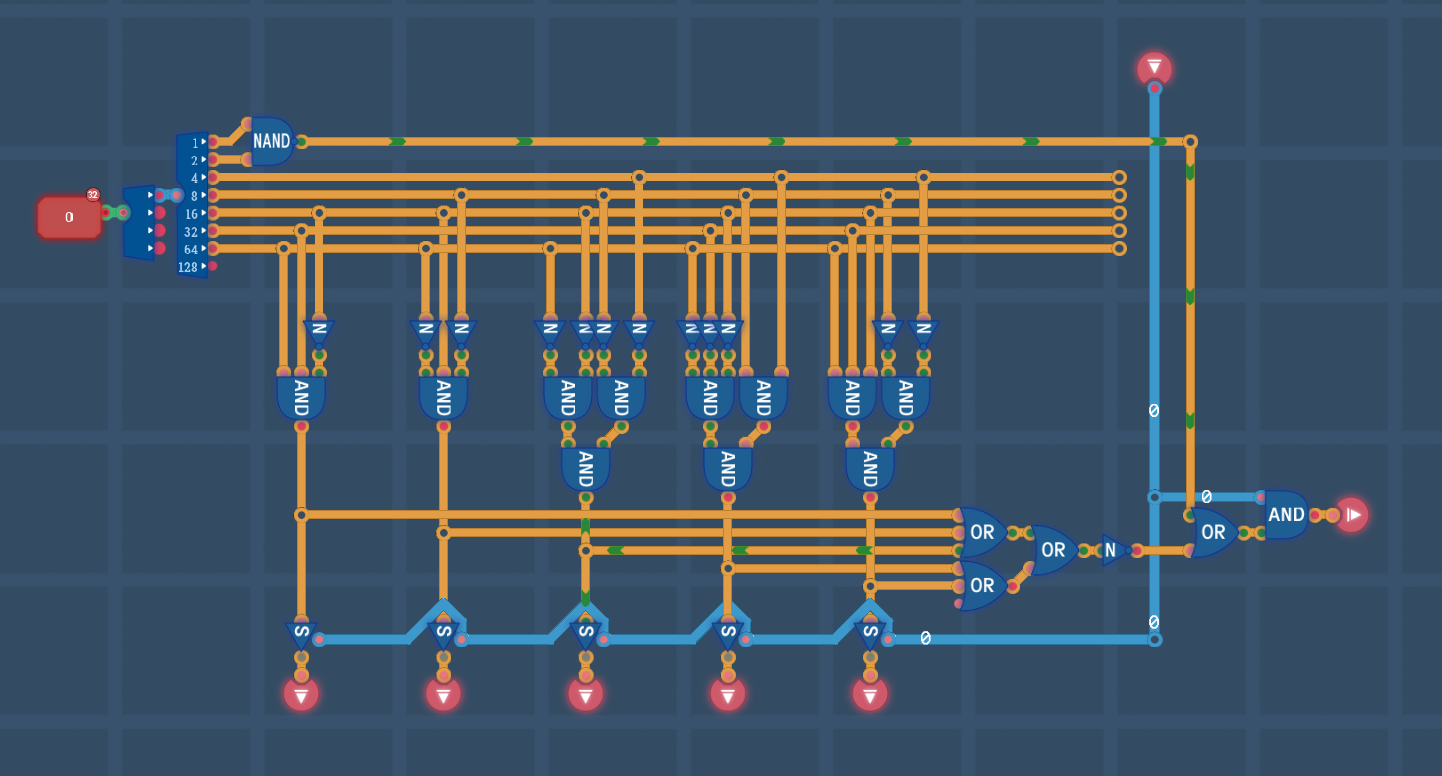 1
NAND
2
4
32
8
0
16
32
64
128
N N N N N N N N N N N N
AND AND AND AND AND AND AND AND
0
AND AND AND
0
AND
OR OR
OR N
OR
0
S S S S S 0